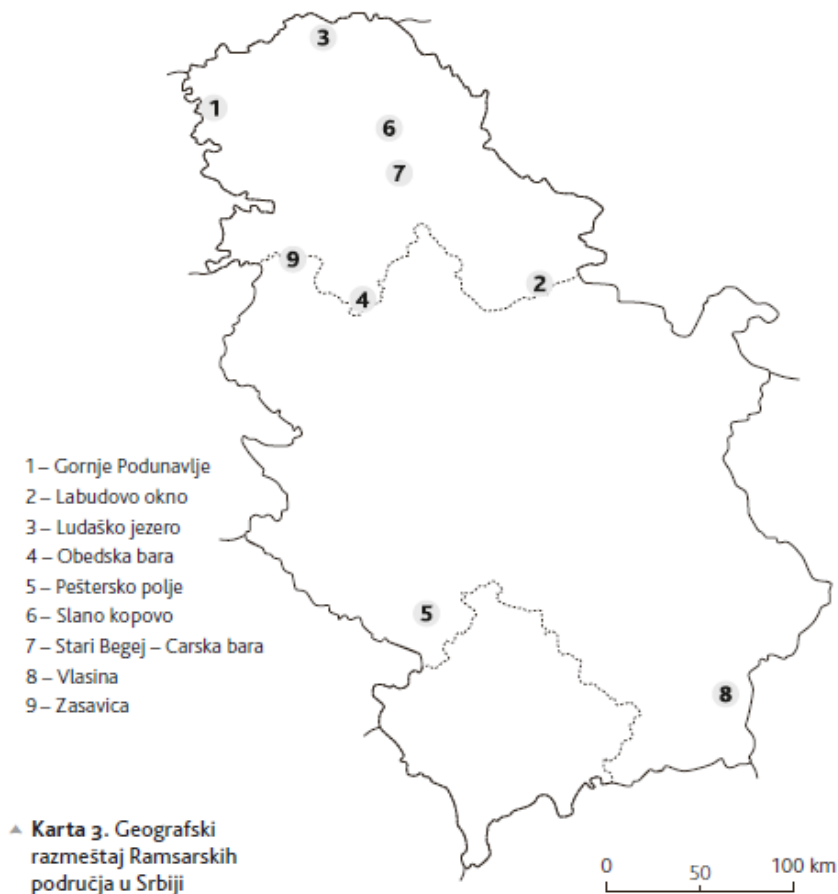 3
1
6
7
9
4
2
1 – Gornje Podunavlje
2 – Labudovo okno
3 – Ludaško jezero
4 – Obedska bara
5 – Peštersko polje
6 – Slano kopovo
7 – Stari Begej – Carska bara
8 – Vlasina
9 – Zasavica
5
8
Karta 3. Geografski
razmeštaj Ramsarskih
područja u Srbiji
0 50 100 km